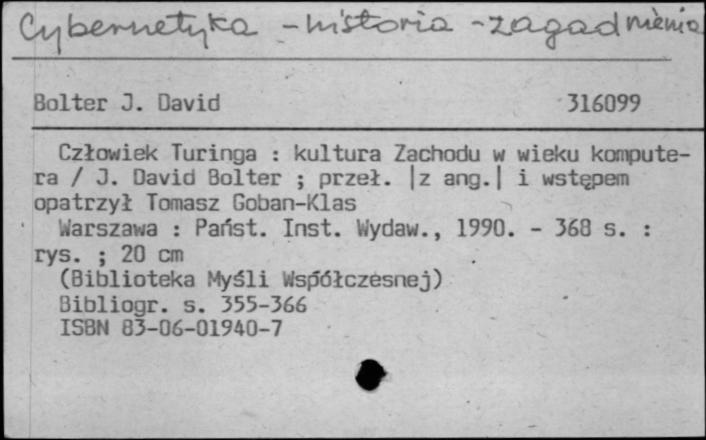 Cybernetyka - historia - zagadnienia
Bolter J. David 316099
Człowiek Turinga : kultura Zachodu w wieku kompute-
ra / J. David Bolter ; przeł. |z ang.| i wstępem
opatrzył Tomasz Goban-Klas
Warszawa : Państ. Inst. Wydaw., 1990. - 368 s. :
rys. ; 20 cm
(Biblioteka Myśli Współczesnej)
Bibliogr. s. 355-366
ISBN 83-06-01940-7